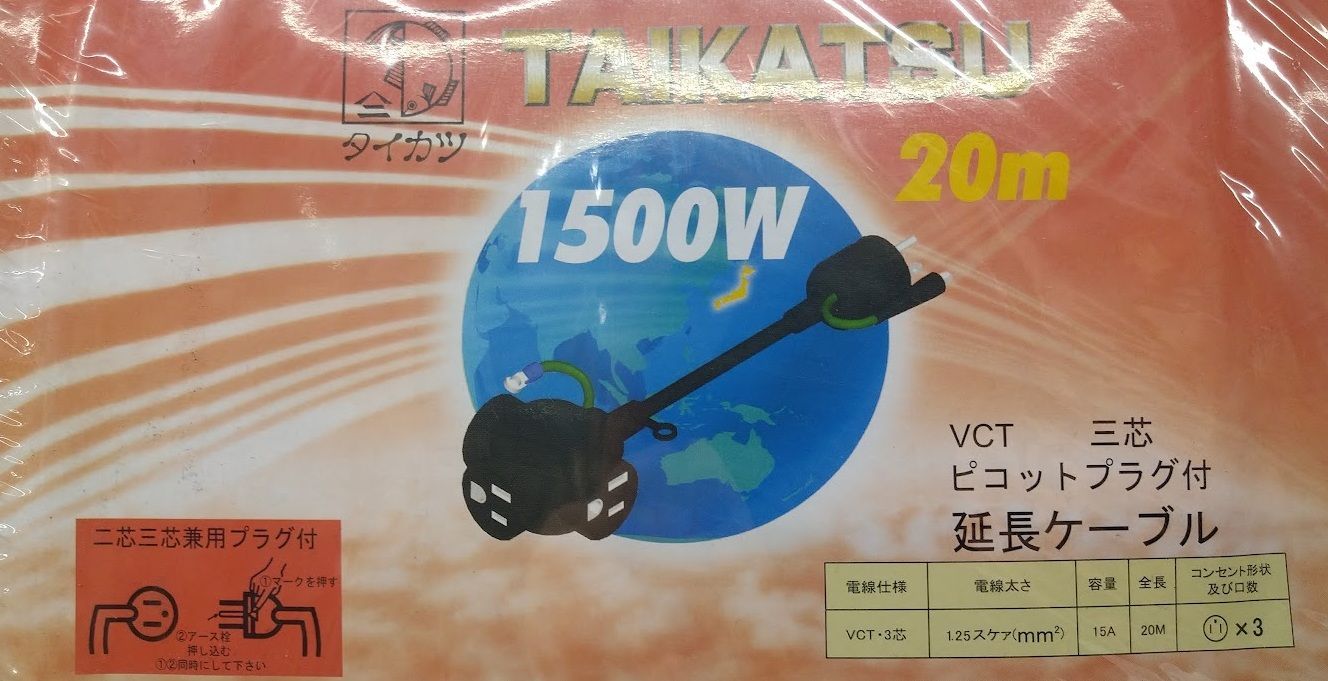 TAIKATSU
タイカツ
20m
1500W
VCT 三芯
ピコットプラグ付
延長ケーブル
二芯三芯兼用プラグ付
①マークを押す
②アース栓
押し込む
①②同時にして下さい
電線仕様 電線太さ 容量 全長 コンセント形状
及び口数
VCT・3芯 1.25スケァ(mm²) 15A 20M ×3